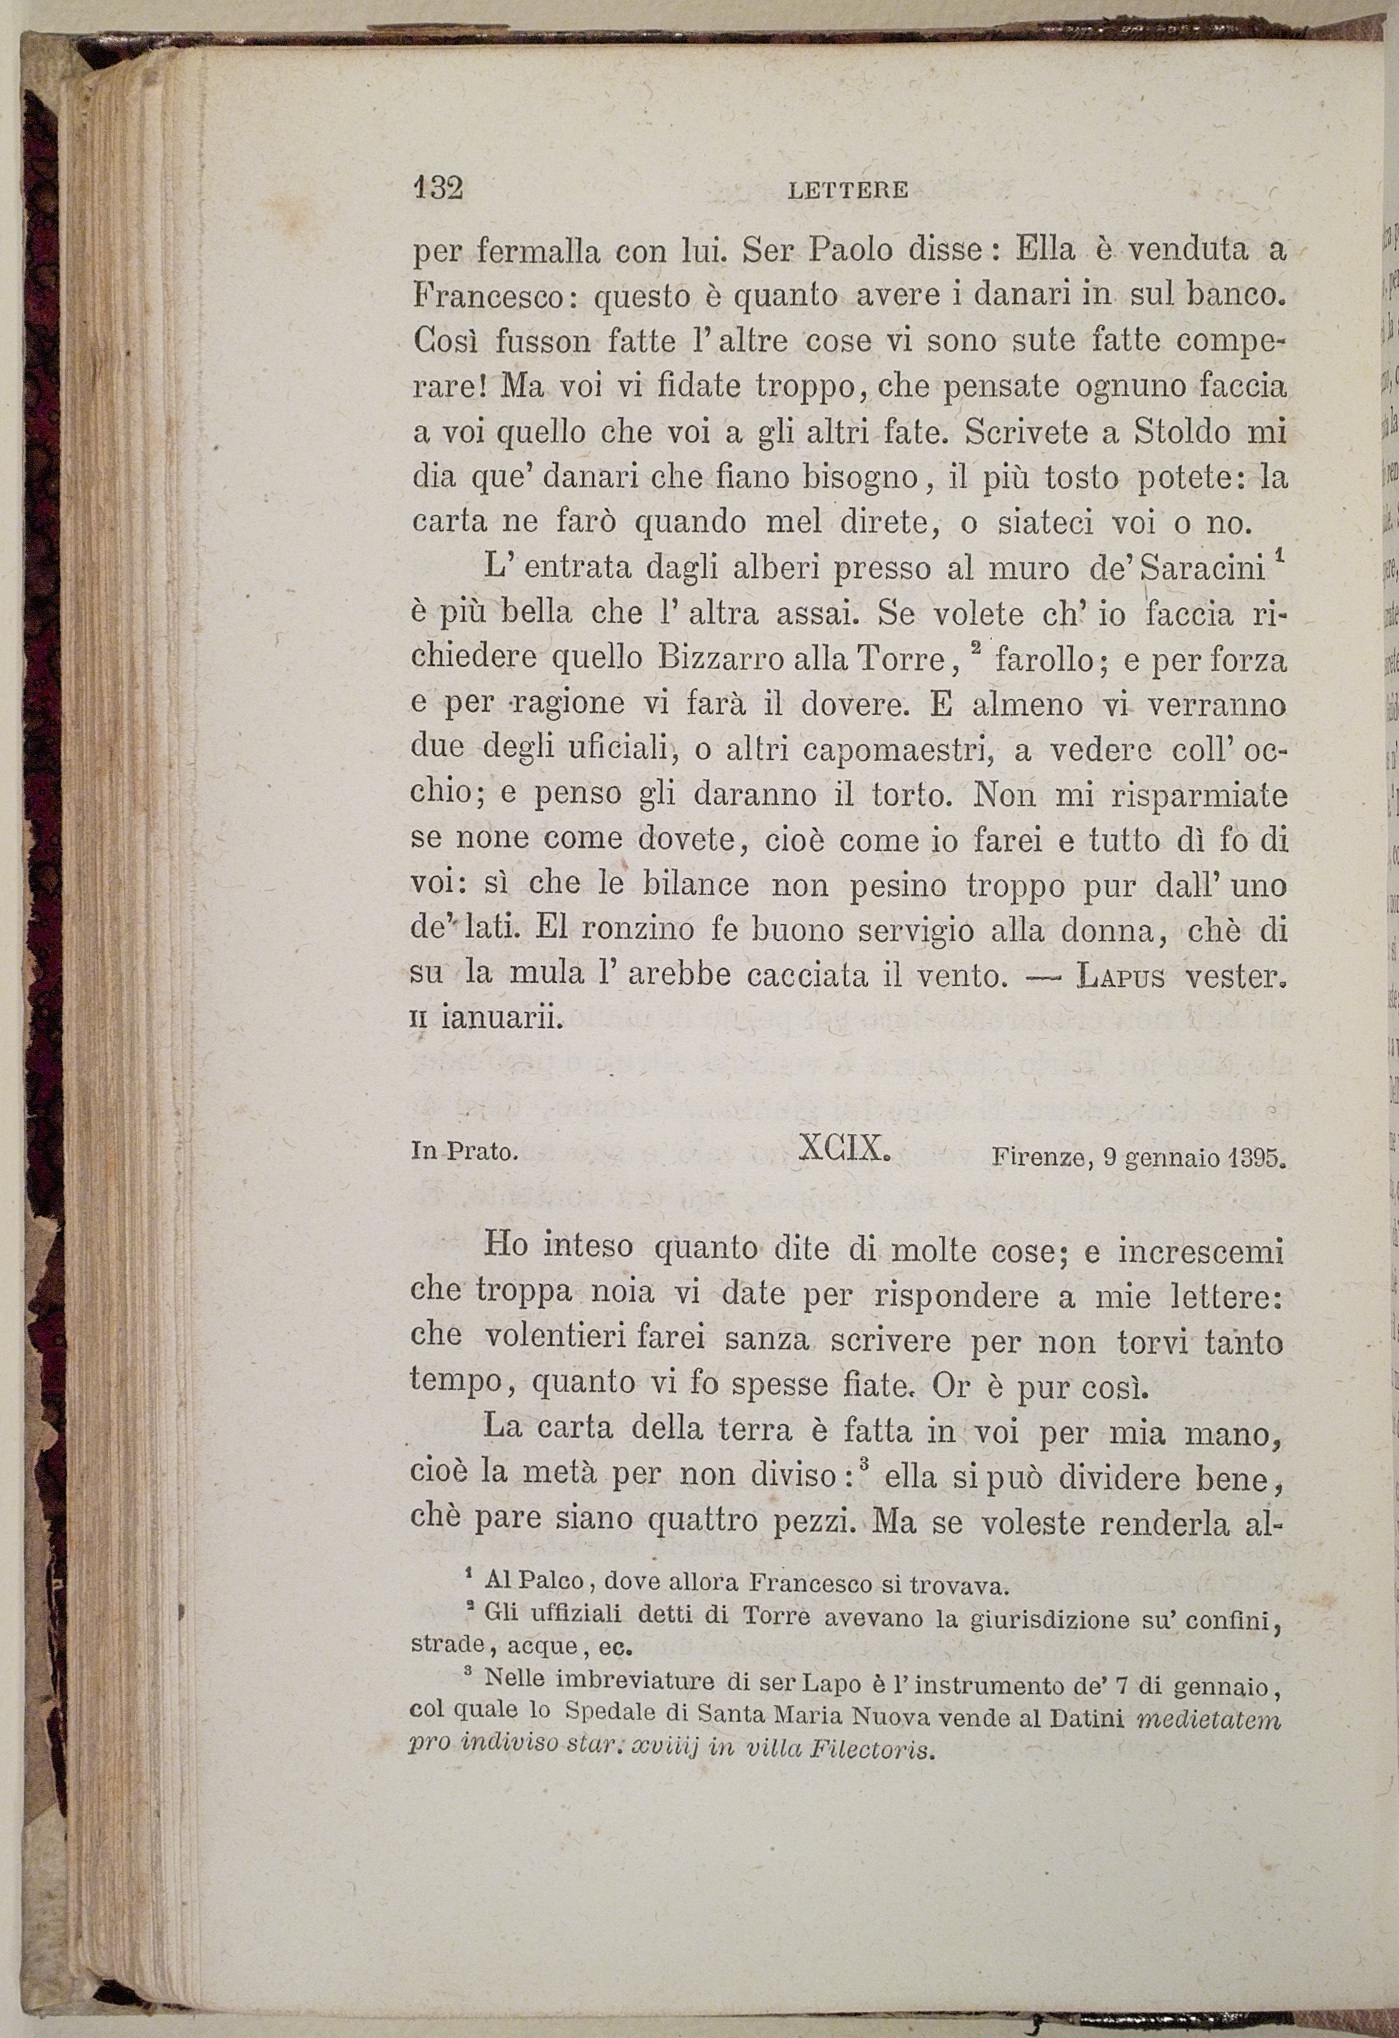 132
LETTERE
per fermalla con lui. Ser Paolo disse: Ella è venduta a
Francesco: questo è quanto avere i danari in sul banco.
Così fusson fatte l'altre cose vi sono sute fatte compe-
rare! Ma voi vi fidate troppo, che pensate ognuno faccia
a voi quello che voi a gli altri fate. Scrivete a Stoldo mi
dia que' danari che fiano bisogno, il più tosto potete: la
carta ne farò quando mel direte, o siateci voi o no.
L'entrata dagli alberi presso al muro de' Saracini ¹
è più bella che l'altra assai. Se volete ch' io faccia ri-
chiedere quello Bizzarro alla Torre, ² farollo; e per forza
e per ragione vi farà il dovere. E almeno vi verranno
due degli uficiali, o altri capomaestri, a vedere coll' oc-
chio; e penso gli daranno il torto. Non mi risparmiate
se none come dovete, cioè come io farei e tutto dì fo di
voi: sì che le bilance non pesino troppo pur dall' uno
de' lati. El ronzino fe buono servigio alla donna, chè di
su la mula l' arebbe cacciata il vento. — LAPUS vester.
II ianuarii.
In Prato.
XCIX.
Firenze, 9 gennaio 1395.
Ho inteso quanto dite di molte cose; e increscemi
che troppa noia vi date per rispondere a mie lettere:
che volentieri farei sanza scrivere per non torvi tanto
tempo, quanto vi fo spesse fiate. Or è pur così.
La carta della terra è fatta in voi per mia mano,
cioè la metà per non diviso: ³ ella si può dividere bene,
chè pare siano quattro pezzi. Ma se voleste renderla al-
¹ Al Palco, dove allora Francesco si trovava.
² Gli uffiziali detti di Torre avevano la giurisdizione su' confini,
strade, acque, ec.
³ Nelle imbreviature di ser Lapo è l' instrumento de' 7 di gennaio,
col quale lo Spedale di Santa Maria Nuova vende al Datini medietatem
pro indiviso star. xviiij in villa Filectoris.